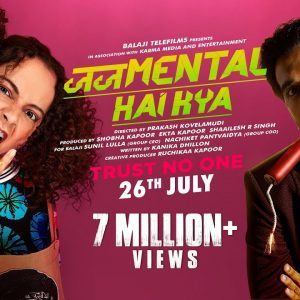 BALAJI TELEFILMS PRESENTS
IN ASSOCIATION WITH KARMA MEDIA AND ENTERTAINMENT
जजMENTAL
HAI KYA
DIRECTED BY PRAKASH KOVELAMUDI
PRODUCED BY SHOBHA KAPOOR EKTA KAPOOR SHAAILESH R SINGH
FOR BALAJI SUNIL LULLA (GROUP CEO) NACHIKET PANTVAIDYA (GROUP COO)
WRITTEN BY KANIKA DHILLON
CREATIVE PRODUCER RUCHIKAA KAPOOR
TRUST NO ONE
26TH JULY
7 MILLION+
VIEWS